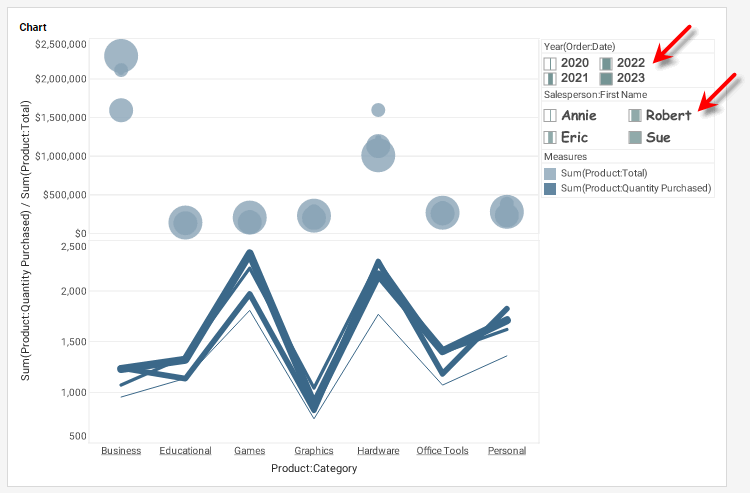 Chart
$2,500,000
$2,000,000
$1,500,000
$1,000,000
$500,000
$0
2,500
2,000
1,500
1,000
500
Sum(Product:Quantity Purchased) / Sum(Product:Total)
Business Educational Games Graphics Hardware Office Tools Personal
Product:Category
Year(Order:Date)
2020 2022
2021 2023
Salesperson:First Name
Annie Robert
Eric Sue
Measures
Sum(Product:Total)
Sum(Product:Quantity Purchased)